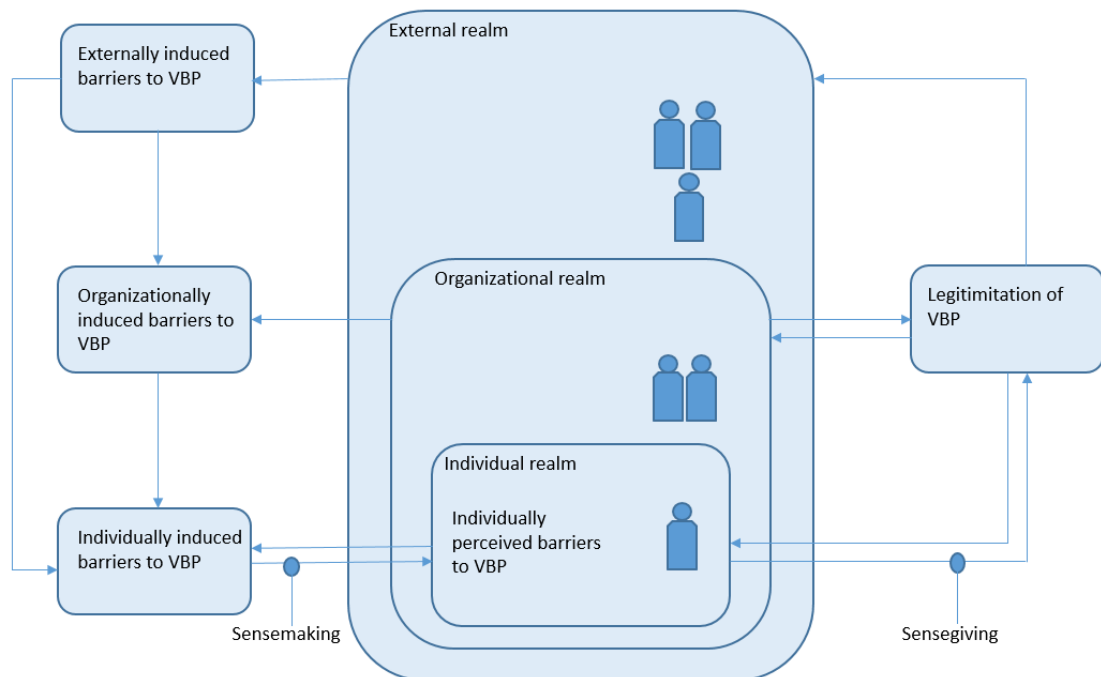 External realm
Externally induced
barriers to VBP
Organizational realm
Organizationally
induced barriers to
VBP
Legitimitation of
VBP
Individual realm
Individually
perceived barriers
to VBP
Individually induced
barriers to VBP
Sensemaking
Sensegiving